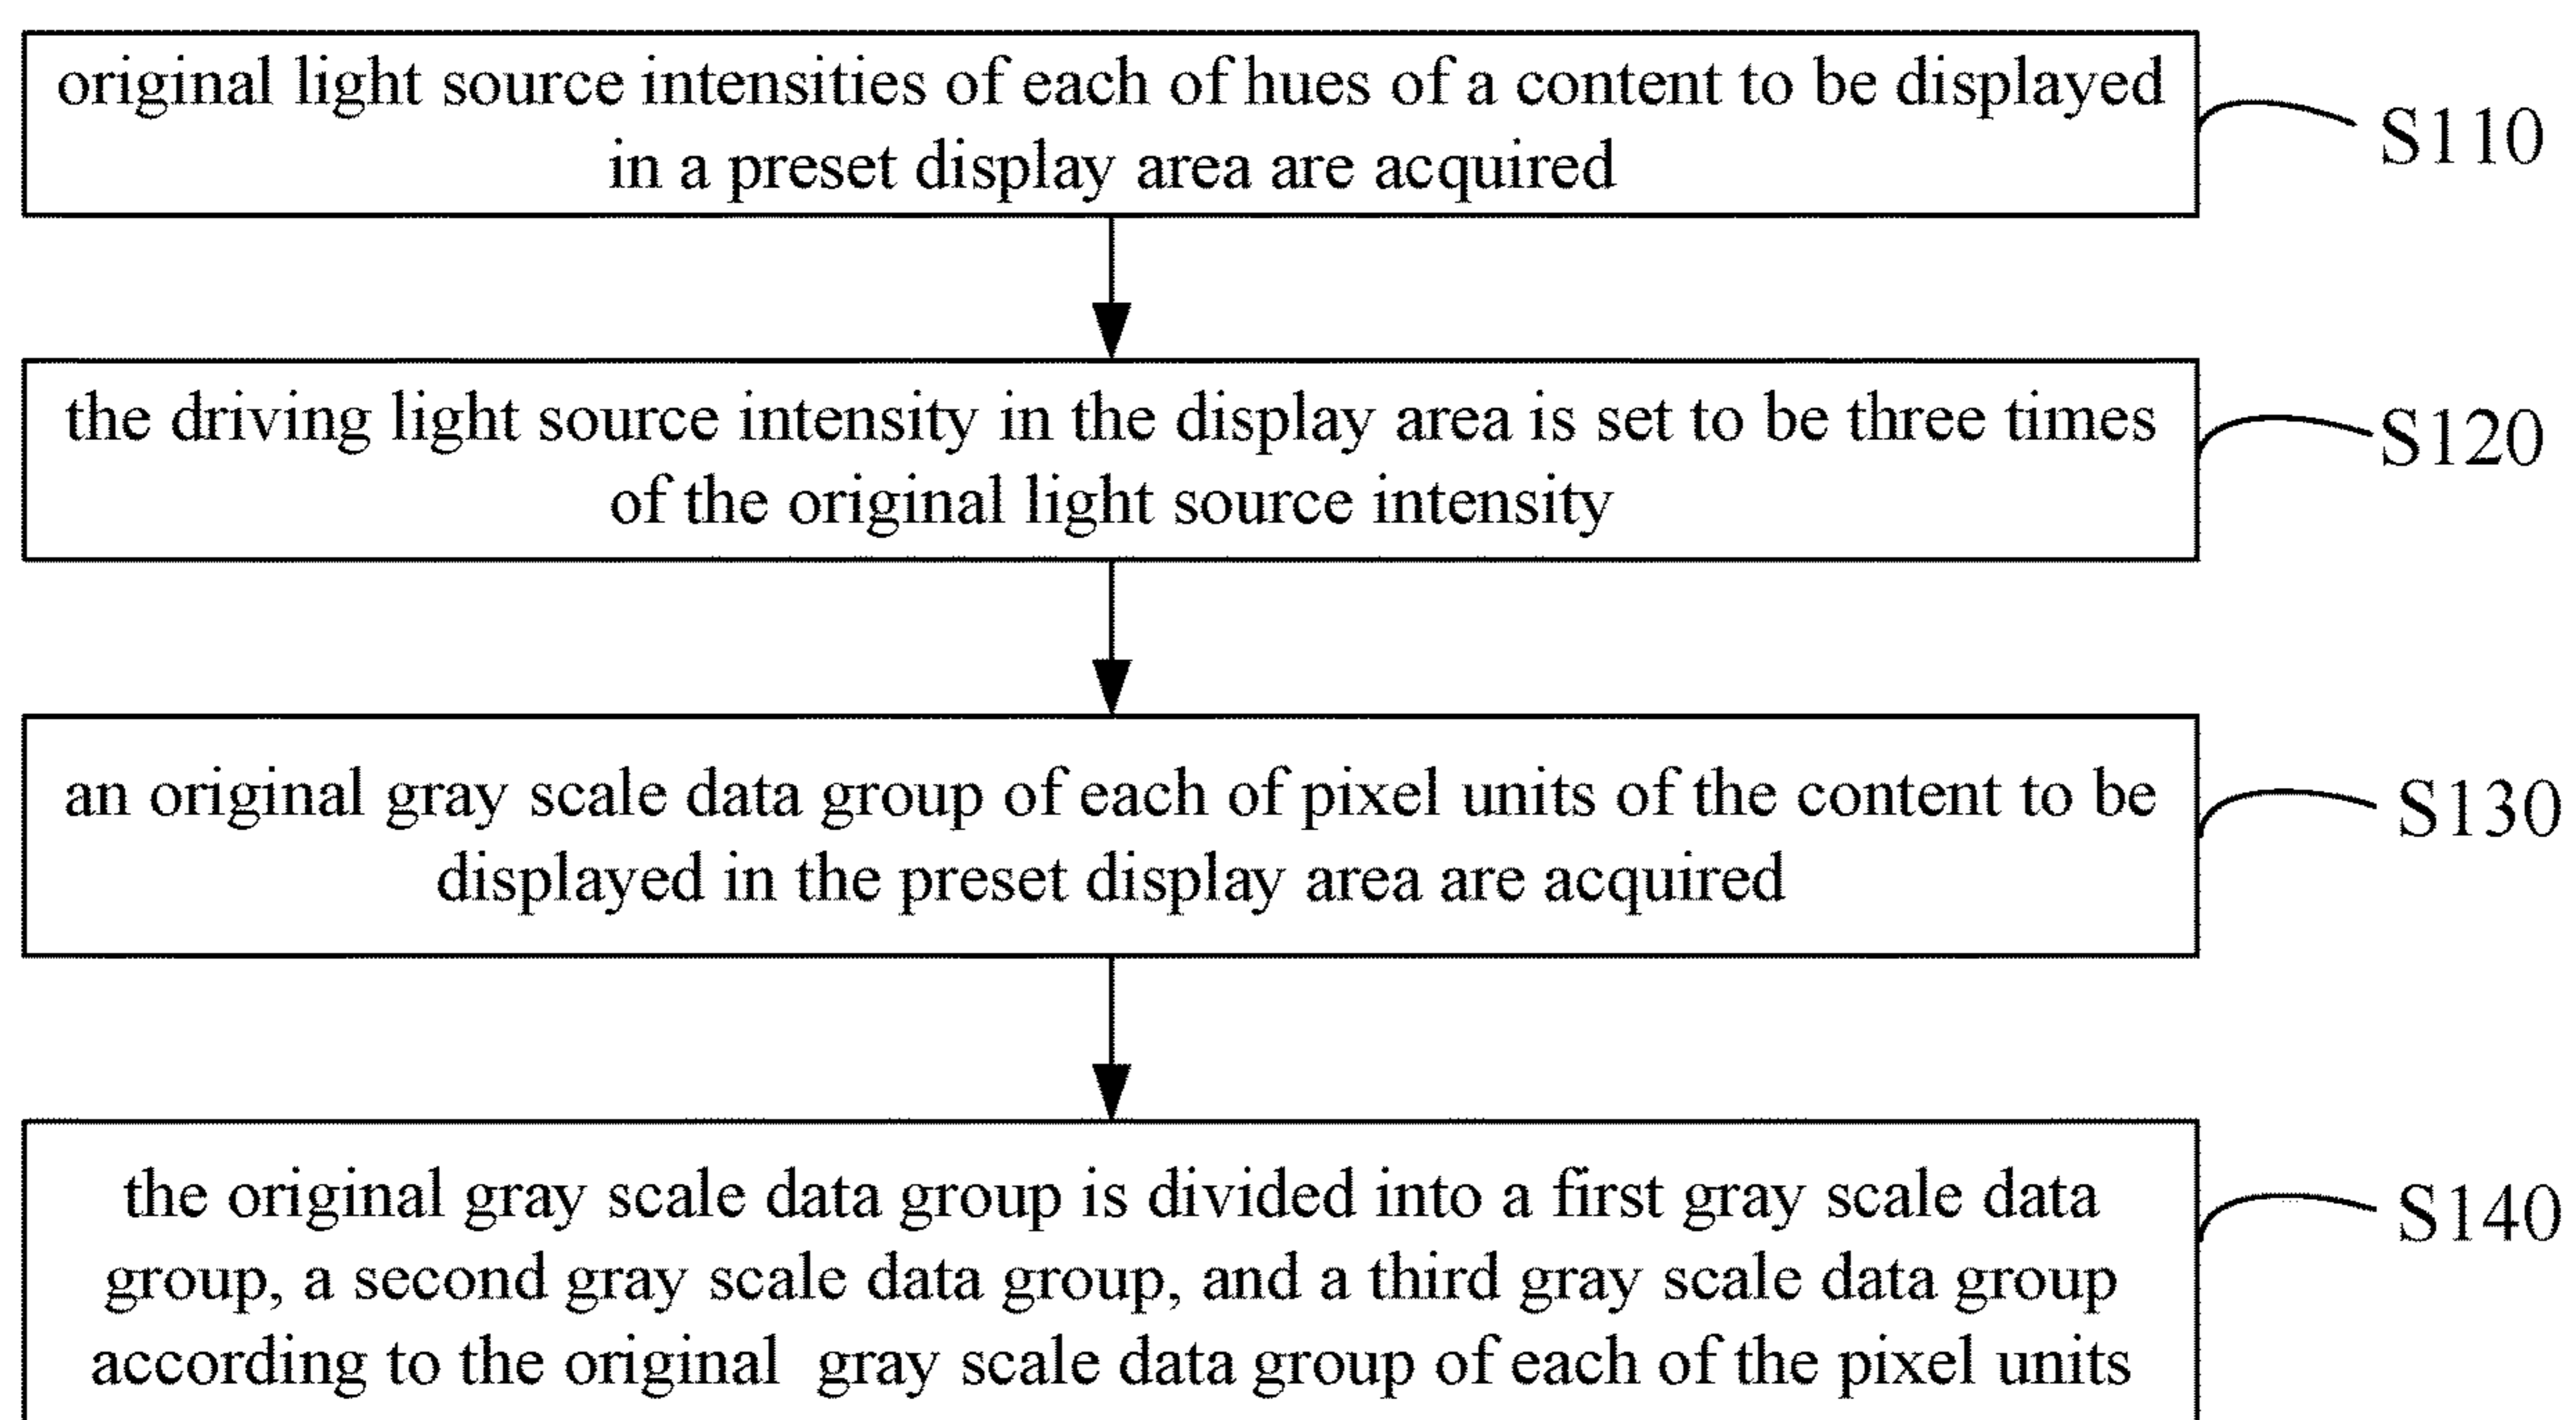 original light source intensities of each of hues of a content to be displayed
in a preset display area are acquired
S110
the driving light source intensity in the display area is set to be three times
of the original light source intensity
S120
an original gray scale data group of each of pixel units of the content to be
displayed in the preset display area are acquired
S130
the original gray scale data group is divided into a first gray scale data
group, a second gray scale data group, and a third gray scale data group
according to the original gray scale data group of each of the pixel units
S140